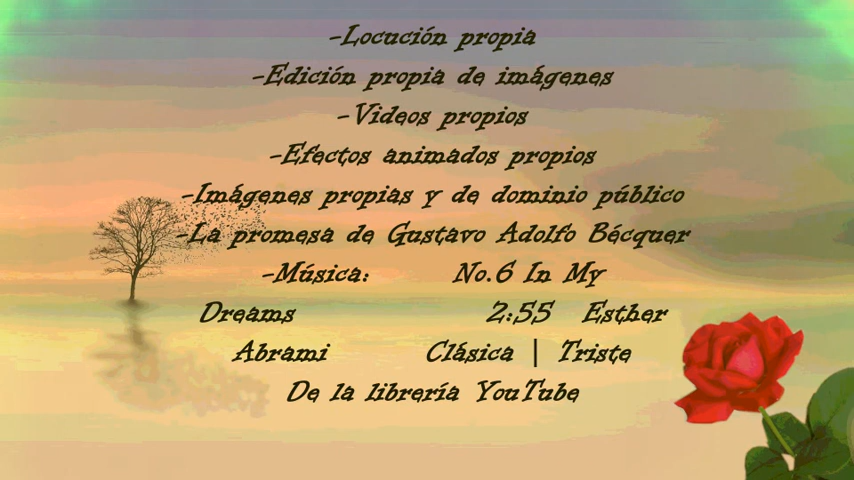 -Locución propia
-Edición propia de imágenes
-Videos propios
-Efectos animados propios
-Imágenes propias y de dominio público
-La promesa de Gustavo Adolfo Bécquer
-Música: No.6 In My
Dreams 2:55 Esther
Abrami Clásica | Triste
De la librería YouTube